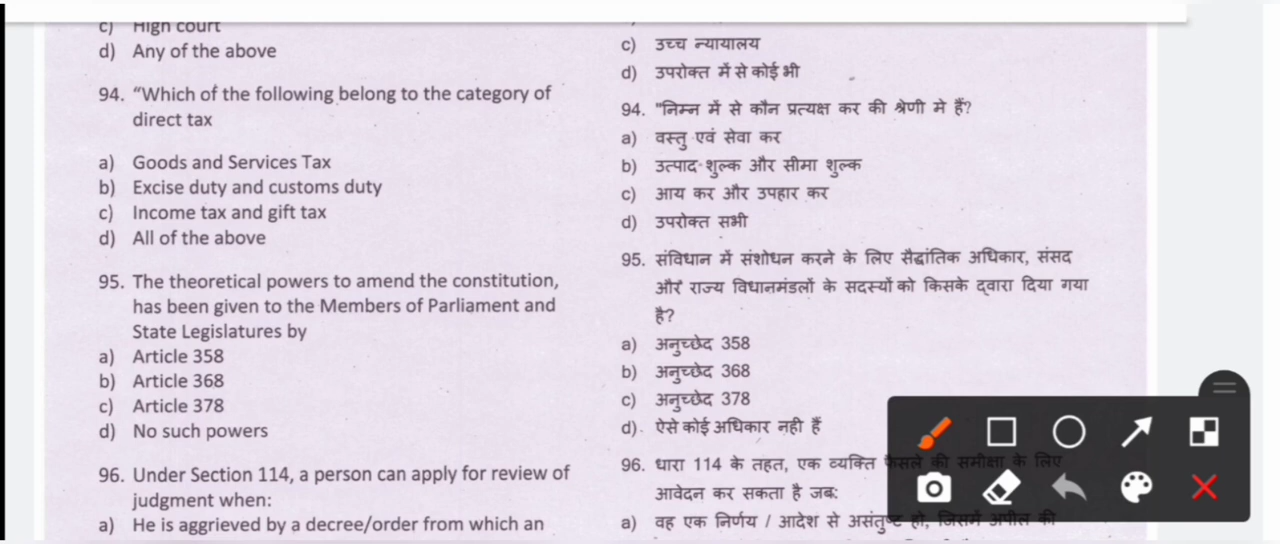 c) High court
d) Any of the above
94. “Which of the following belong to the category of
direct tax
a) Goods and Services Tax
b) Excise duty and customs duty
c) Income tax and gift tax
d) All of the above
95. The theoretical powers to amend the constitution,
has been given to the Members of Parliament and
State Legislatures by
a) Article 358
b) Article 368
c) Article 378
d) No such powers
96. Under Section 114, a person can apply for review of
judgment when:
a) He is aggrieved by a decree/order from which an
c) उच्च न्यायालय
d) उपरोक्त में से कोई भी
94. "निम्न में से कौन प्रत्यक्ष कर की श्रेणी मे हैं?
a) वस्तु एवं सेवा कर
b) उत्पाद शुल्क और सीमा शुल्क
c) आय कर और उपहार कर
d) उपरोक्त सभी
95. संविधान में संशोधन करने के लिए सैद्धांतिक अधिकार, संसद
और राज्य विधानमंडलों के सदस्यों को किसके द्वारा दिया गया
है?
a) अनुच्छेद 358
b) अनुच्छेद 368
c) अनुच्छेद 378
d) ऐसे कोई अधिकार नही हैं
96. धारा 114 के तहत, एक व्यक्ति फैसले की समीक्षा के लिए
आवेदन कर सकता है जब:
a) वह एक निर्णय / आदेश से असंतुष्ट हो, जिसमें अपील की